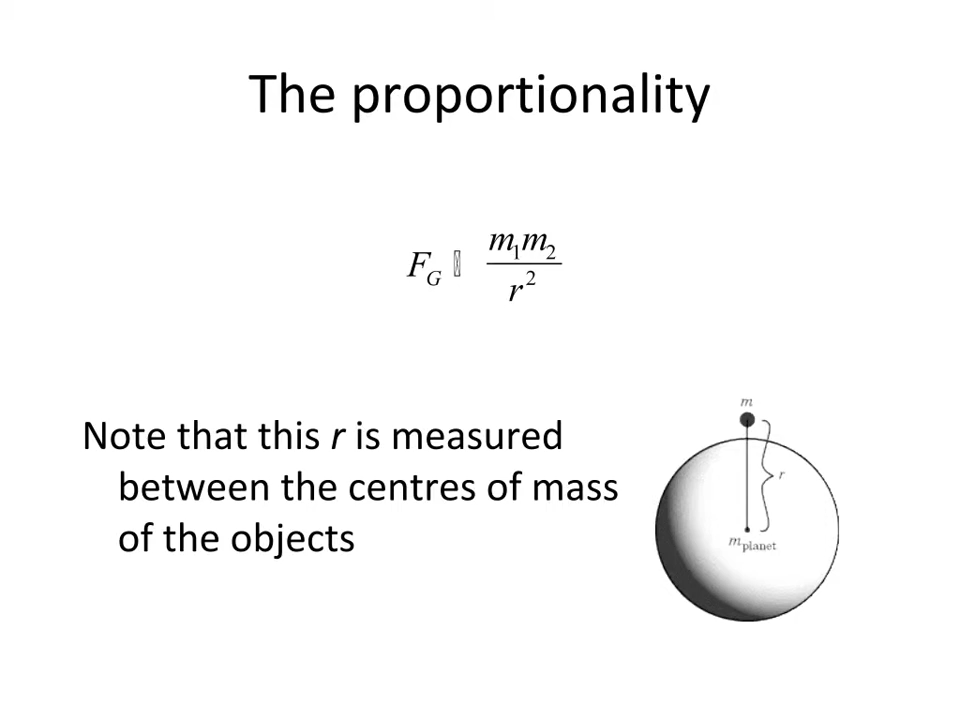 The proportionality
F_G ▯ m₁m₂ / r²
Note that this r is measured
between the centres of mass
of the objects
m
r
m_planet